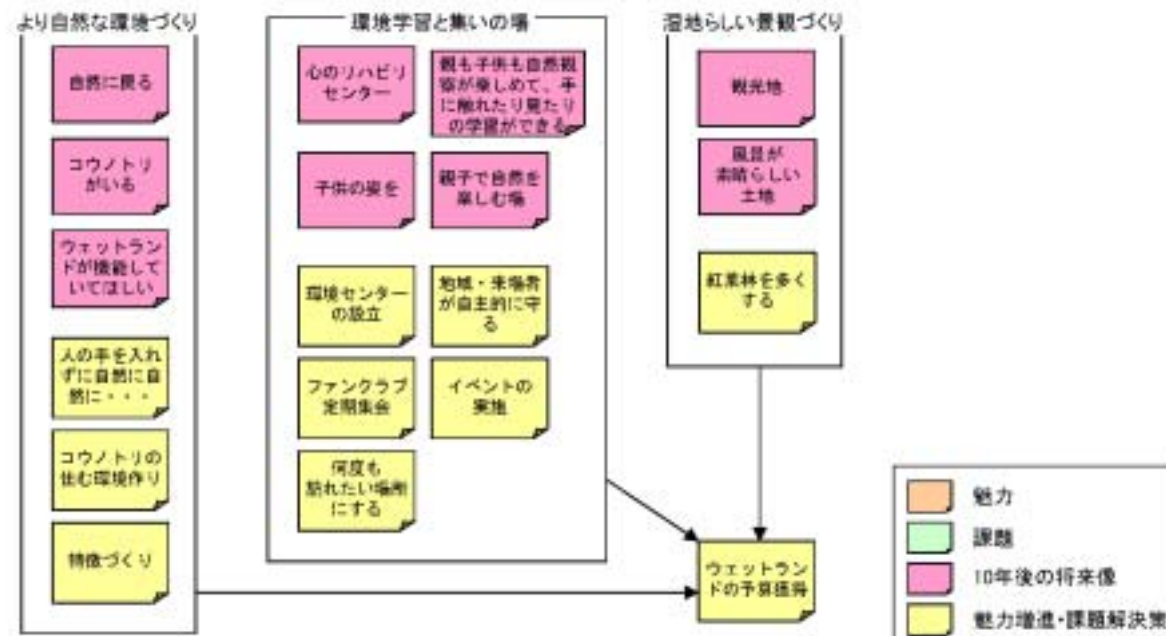 より自然な環境づくり
自然に戻る
コウノトリ
がいる
ウェットラン
ドが機能して
いてほしい
人の手を入れ
ずに自然に自
然に・・・
コウノトリの
住む環境作り
特徴づくり
環境学習と集いの場
心のリハビリ
センター
親も子供も自然観
察が楽しめて、手
に触れたり見たり
の学習ができる
子供の姿を
親子で自然を
楽しむ場
環境センター
の設立
地域・来場者
が自主的に守
る
ファンクラブ
定期集会
イベントの
実施
何度も
訪れたい場所
にする
湿地らしい景観づくり
観光地
風景が
素晴らしい
土地
紅葉林を多く
する
ウェットラン
ドの予算獲得
魅力
課題
10年後の将来像
魅力増進・課題解決策